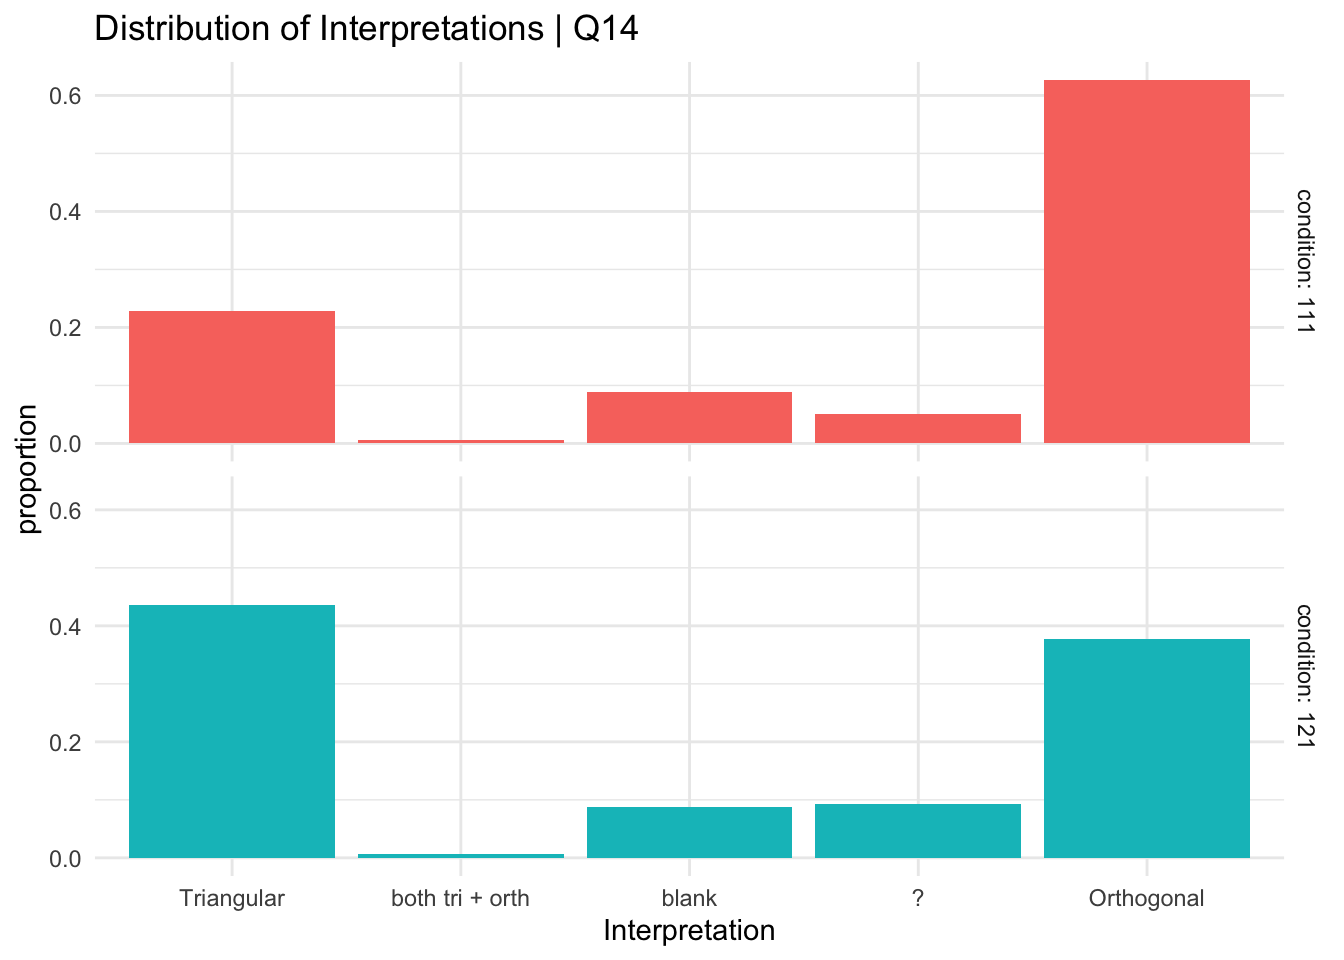 Distribution of Interpretations | Q14
proportion
0.6
0.4
0.2
0.0
condition: 111
0.6
0.4
0.2
0.0
condition: 121
Triangular
both tri + orth
blank
?
Orthogonal
Interpretation